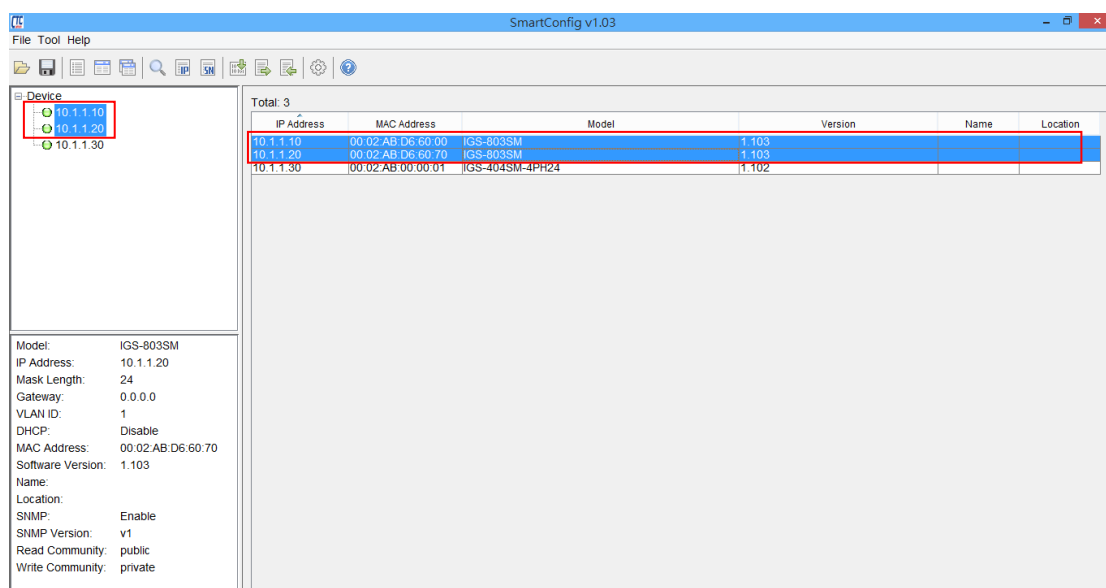 CTC
SmartConfig v1.03
File Tool Help
IP SN
Device
10.1.1.10
10.1.1.20
10.1.1.30
Total: 3
IP Address MAC Address Model Version Name Location
10.1.1.10 00:02:AB:D6:60:00 IGS-803SM 1.103
10.1.1.20 00:02:AB:D6:60:70 IGS-803SM 1.103
10.1.1.30 00:02:AB:00:00:01 IGS-404SM-4PH24 1.102
Model: IGS-803SM
IP Address: 10.1.1.20
Mask Length: 24
Gateway: 0.0.0.0
VLAN ID: 1
DHCP: Disable
MAC Address: 00:02:AB:D6:60:70
Software Version: 1.103
Name:
Location:
SNMP: Enable
SNMP Version: v1
Read Community: public
Write Community: private